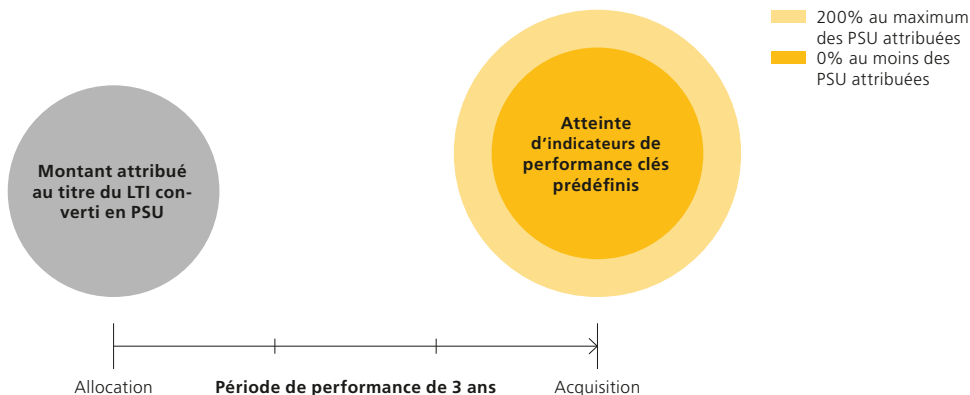 200% au maximum
des PSU attribuées
0% au moins des
PSU attribuées
Atteinte
d'indicateurs de
performance clés
prédéfinis
Montant attribué
au titre du LTI con-
verti en PSU
Allocation
Période de performance de 3 ans
Acquisition